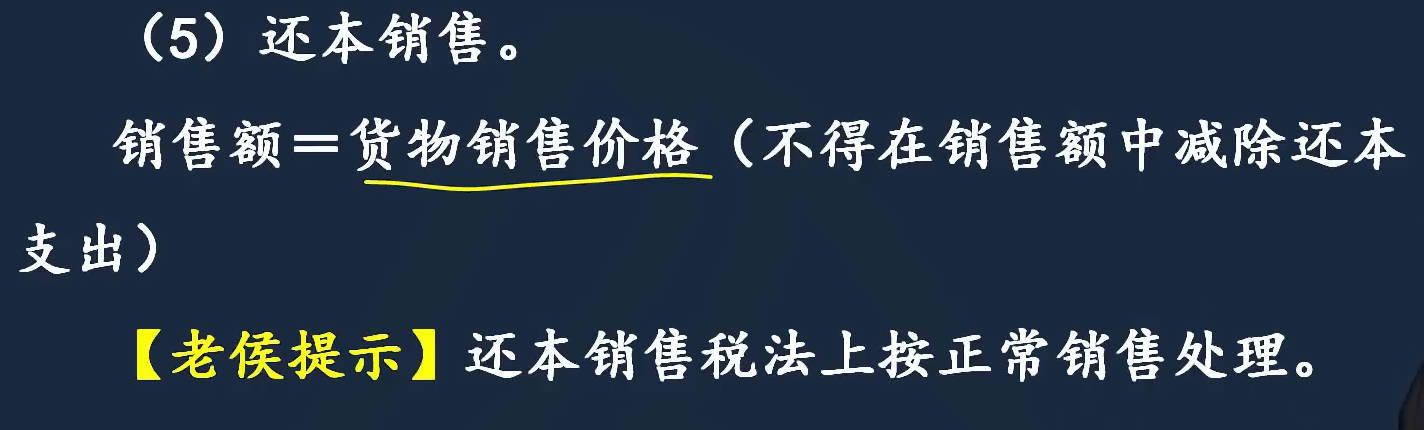 （5）还本销售。
销售额＝货物销售价格（不得在销售额中减除还本
支出）
【老侯提示】还本销售税法上按正常销售处理。